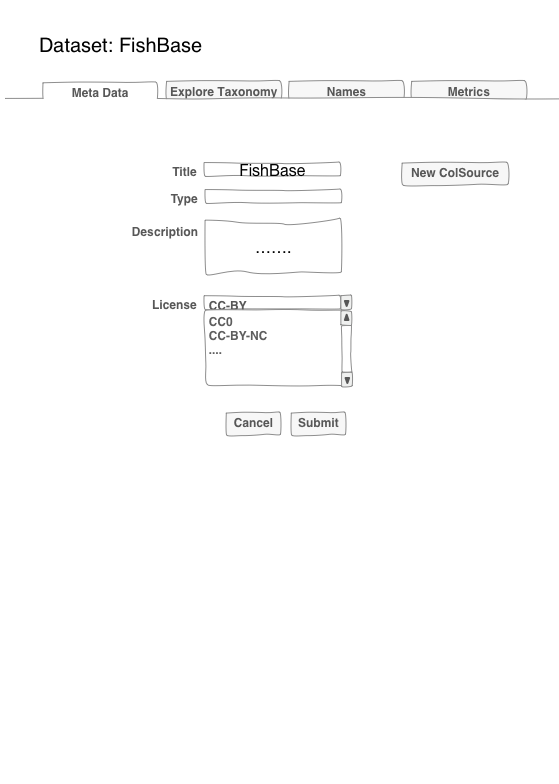 Dataset: FishBase
Meta Data
Explore Taxonomy
Names
Metrics
Title
FishBase
New ColSource
Type
Description
.......
License
CC-BY
CC0
CC-BY-NC
....
Cancel
Submit